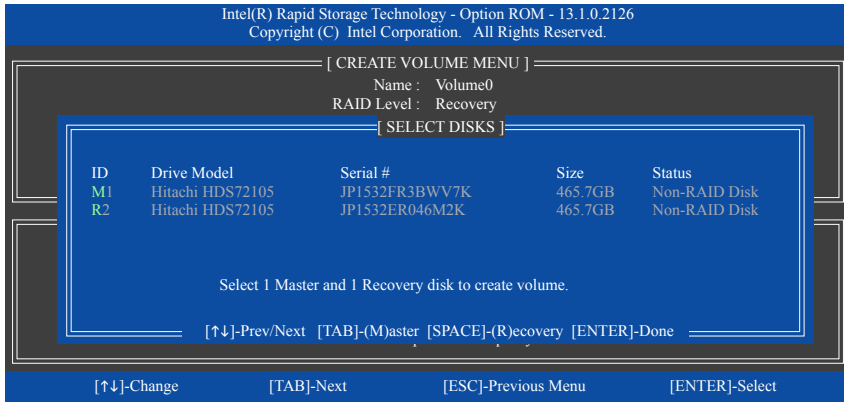 Intel(R) Rapid Storage Technology - Option ROM - 13.1.0.2126
Copyright (C) Intel Corporation. All Rights Reserved.
[ CREATE VOLUME MENU ]
Name : Volume0
RAID Level : Recovery
[ SELECT DISKS ]
ID Drive Model Serial # Size Status
M1 Hitachi HDS72105 JP1532FR3BWV7K 465.7GB Non-RAID Disk
R2 Hitachi HDS72105 JP1532ER046M2K 465.7GB Non-RAID Disk
Select 1 Master and 1 Recovery disk to create volume.
[↑↓]-Prev/Next [TAB]-(M)aster [SPACE]-(R)ecovery [ENTER]-Done
[↑↓]-Change [TAB]-Next [ESC]-Previous Menu [ENTER]-Select